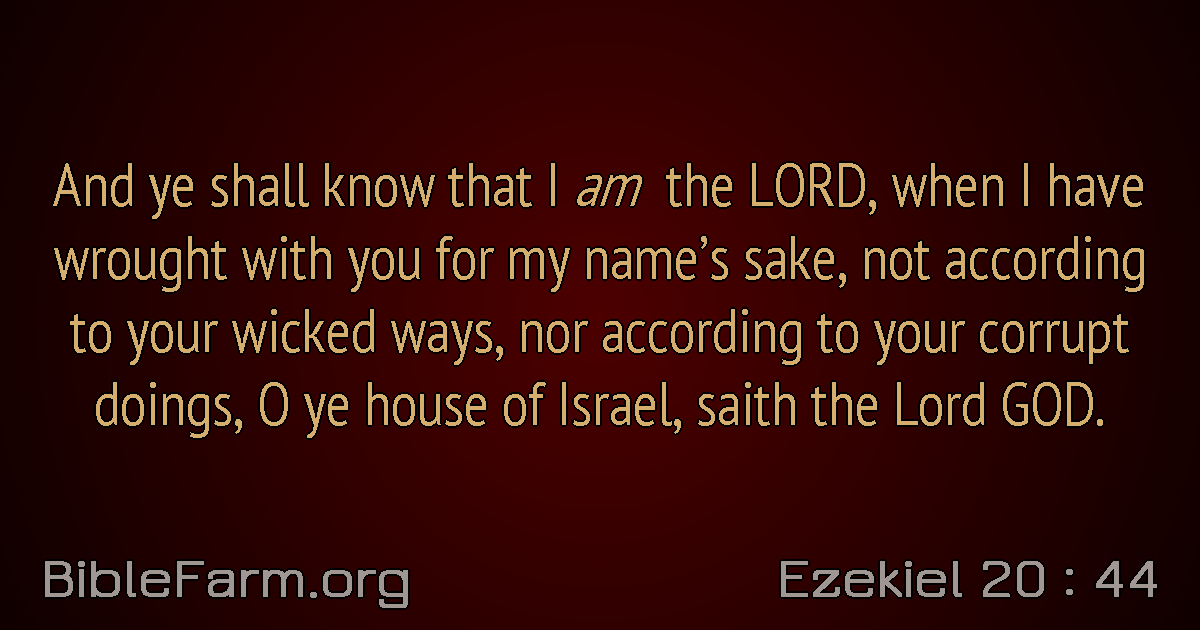 And ye shall know that I am the LORD, when I have
wrought with you for my name’s sake, not according
to your wicked ways, nor according to your corrupt
doings, O ye house of Israel, saith the Lord GOD.
BibleFarm.org
Ezekiel 20 : 44